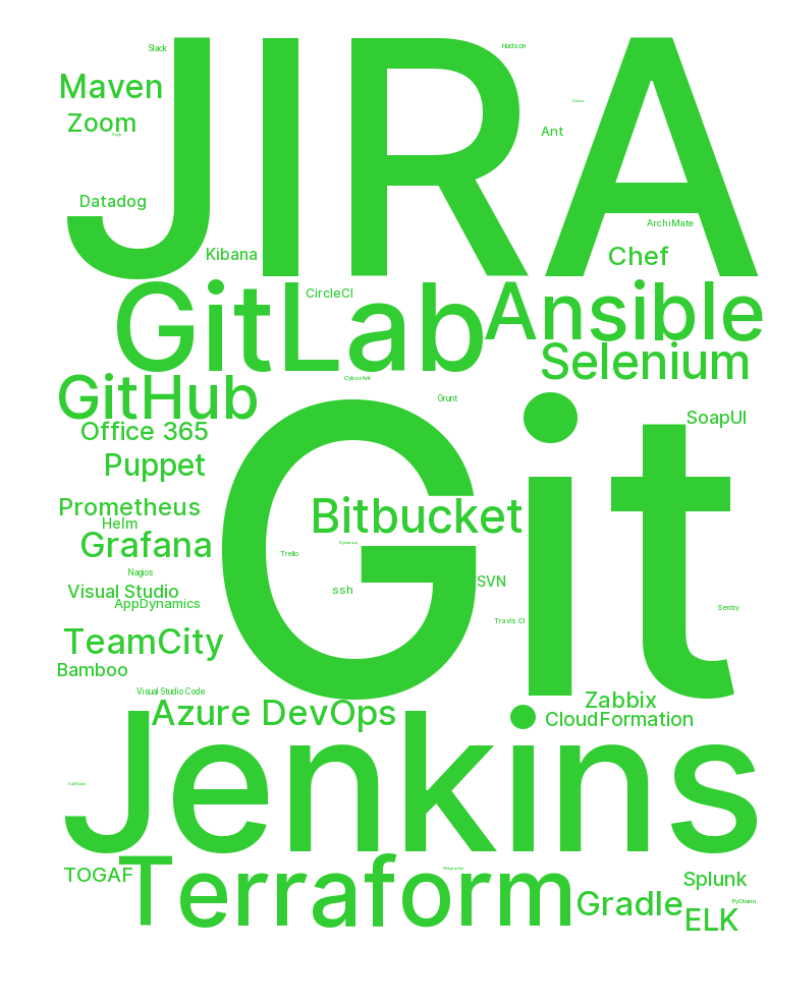 JIRA
Slack
Hudson
Maven
Zoom
Ant
Datadog
ArchiMate
Kibana
Chef
CircleCI
GitLab
Ansible
Selenium
CyberArk
GitHub
Grunt
Git
SoapUI
Office 365
Puppet
Prometheus
Bitbucket
Helm
Grafana
Trello
Nagios
SVN
Visual Studio
ssh
AppDynamics
Sentry
Travis CI
TeamCity
Bamboo
Visual Studio Code
Zabbix
Azure DevOps
CloudFormation
Jenkins
Terraform
TOGAF
Splunk
Gradle
PyCharm
ELK